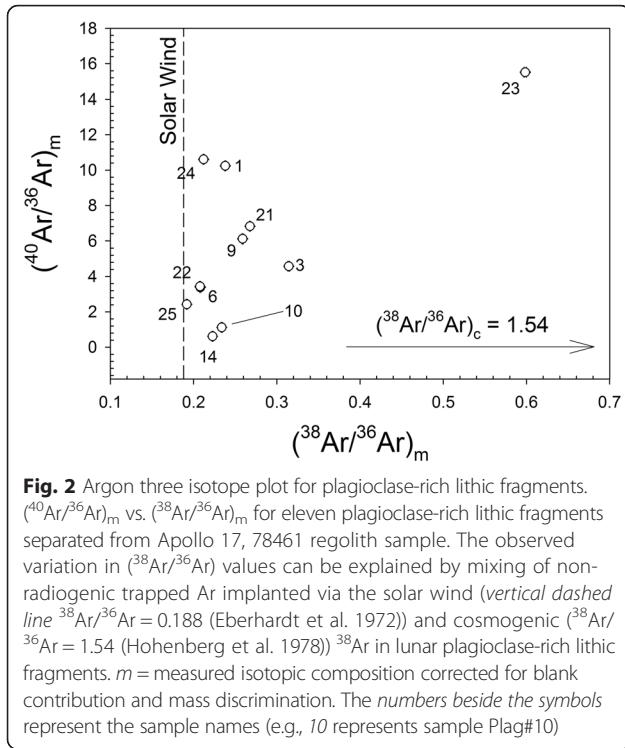 18
16
14
12
10
8
6
4
2
0
(⁴⁰Ar/³⁶Ar)ₘ
Solar Wind
23
24
1
21
9
3
22
6
25
10
14
(³⁸Ar/³⁶Ar)c = 1.54
0.1 0.2 0.3 0.4 0.5 0.6 0.7
(³⁸Ar/³⁶Ar)ₘ
Fig. 2 Argon three isotope plot for plagioclase-rich lithic fragments.
(⁴⁰Ar/³⁶Ar)m vs. (³⁸Ar/³⁶Ar)m for eleven plagioclase-rich lithic fragments
separated from Apollo 17, 78461 regolith sample. The observed
variation in (³⁸Ar/³⁶Ar) values can be explained by mixing of non-
radiogenic trapped Ar implanted via the solar wind (vertical dashed
line ³⁸Ar/³⁶Ar = 0.188 (Eberhardt et al. 1972)) and cosmogenic (³⁸Ar/
³⁶Ar = 1.54 (Hohenberg et al. 1978)) ³⁸Ar in lunar plagioclase-rich lithic
fragments. m = measured isotopic composition corrected for blank
contribution and mass discrimination. The numbers beside the symbols
represent the sample names (e.g., 10 represents sample Plag#10)